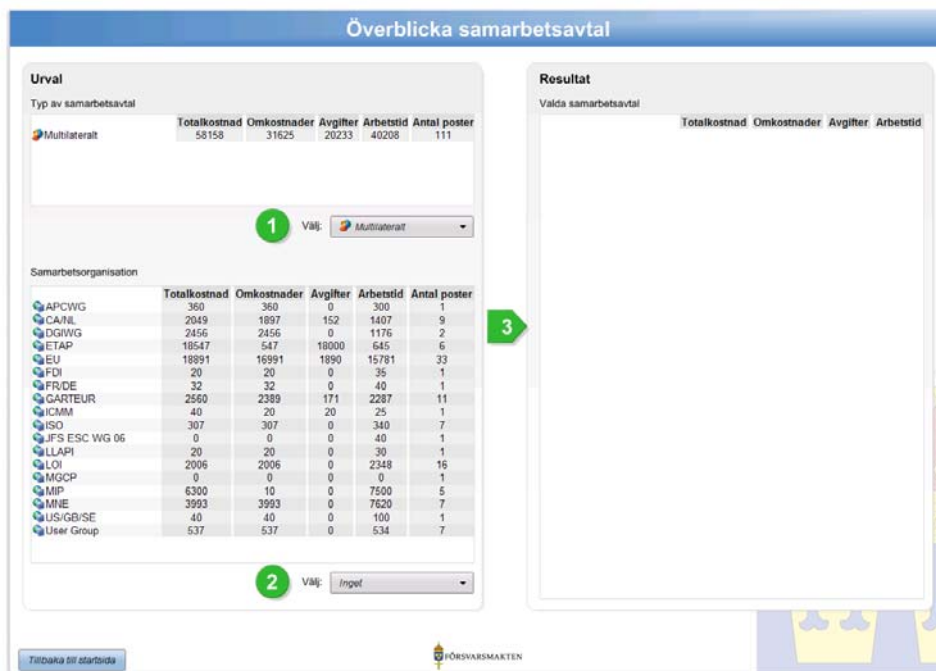 Överblicka samarbetsavtal
Urval
Typ av samarbetsavtal
Totalkostnad Omkostnader Avgifter Arbetstid Antal poster
Multilateralt 58158 31625 20233 40208 111
1 Välj: Multilateralt
Samarbetsorganisation
Totalkostnad Omkostnader Avgifter Arbetstid Antal poster
APCWG 360 360 0 300 1
CA/NL 2049 1897 152 1407 9
DGIWG 2456 2456 0 1176 2
ETAP 18547 547 18000 645 6
EU 18891 16991 1890 15781 33
FDI 20 20 0 35 1
FR/DE 32 32 0 40 1
GARTEUR 2560 2389 171 2287 11
ICMM 40 20 20 25 1
ISO 307 307 0 340 7
JFS ESC WG 06 0 0 0 40 1
LLAPI 20 20 0 30 1
LOI 2006 2006 0 2348 16
MGCP 0 0 0 0 1
MIP 6300 10 0 7500 5
MNE 3993 3993 0 7620 7
US/GB/SE 40 40 0 100 1
User Group 537 537 0 534 7
2 Välj: Inget
3
Resultat
Valda samarbetsavtal
Totalkostnad Omkostnader Avgifter Arbetstid
Tillbaka till startsida
FÖRSVARSMAKTEN